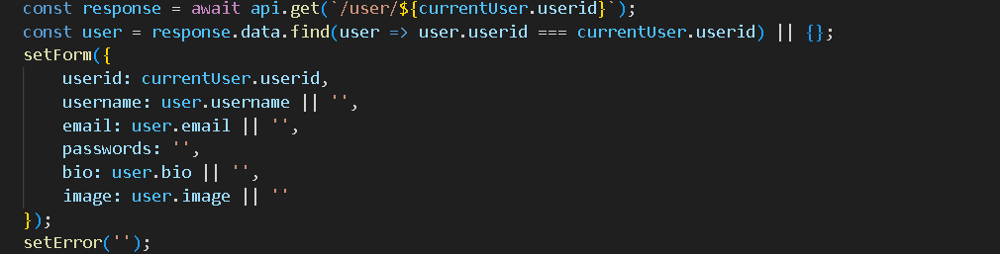 const response = await api.get(`/user/${currentUser.userid}`);
const user = response.data.find(user => user.userid === currentUser.userid) || {};
setForm({
    userid: currentUser.userid,
    username: user.username || '',
    email: user.email || '',
    passwords: '',
    bio: user.bio || '',
    image: user.image || ''
});
setError('');